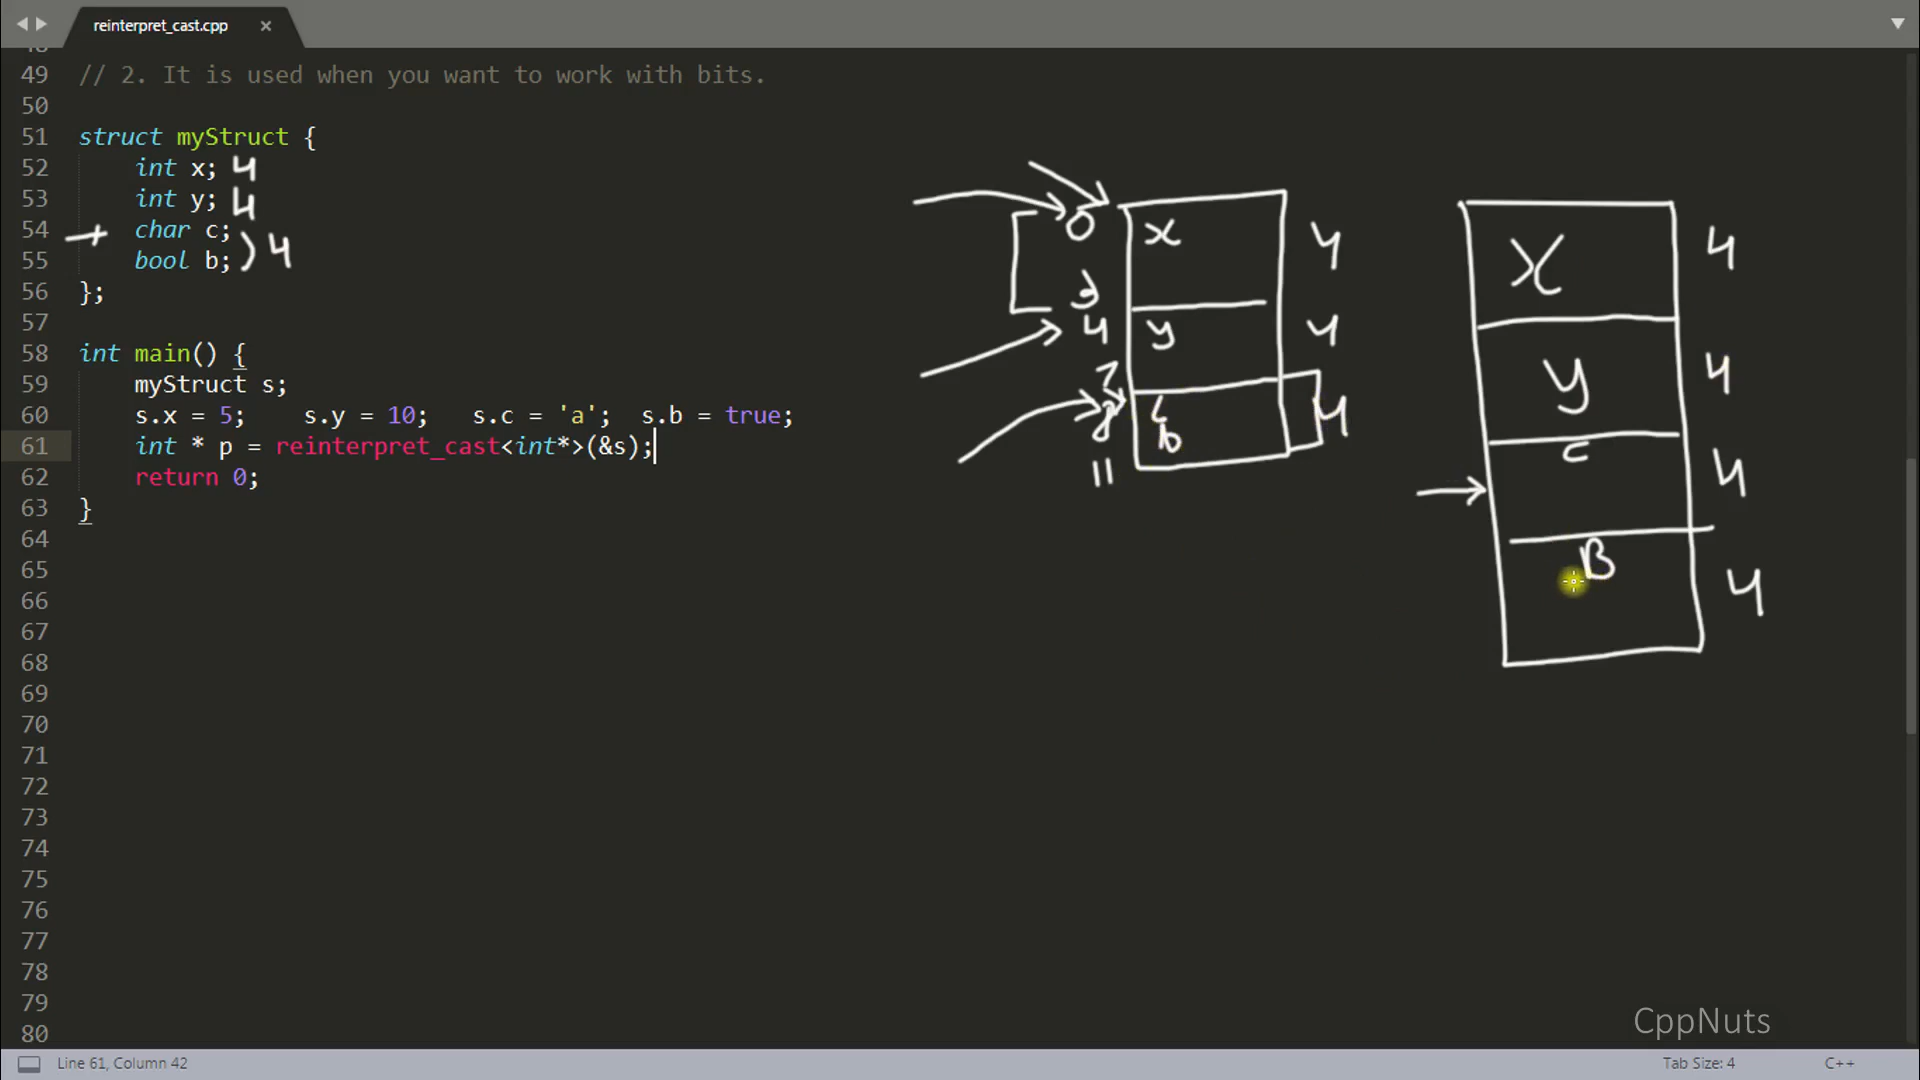 reinterpret_cast.cpp ×
48
49 // 2. It is used when you want to work with bits.
50
51 struct myStruct {
52 int x; 4
53 int y; 4
54 char c;
55 bool b; ) 4
56 };
57
58 int main() {
59 myStruct s;
60 s.x = 5; s.y = 10; s.c = 'a'; s.b = true;
61 int * p = reinterpret_cast<int*>(&s);
62 return 0;
63 }
64
65
66
67
68
69
70
71
72
73
74
75
76
77
78
79
80
0 x 4
3
4 y 4
7
8 c 4
b
11
X 4
y 4
c 4
B 4
CppNuts
Line 61, Column 42 Tab Size: 4 C++